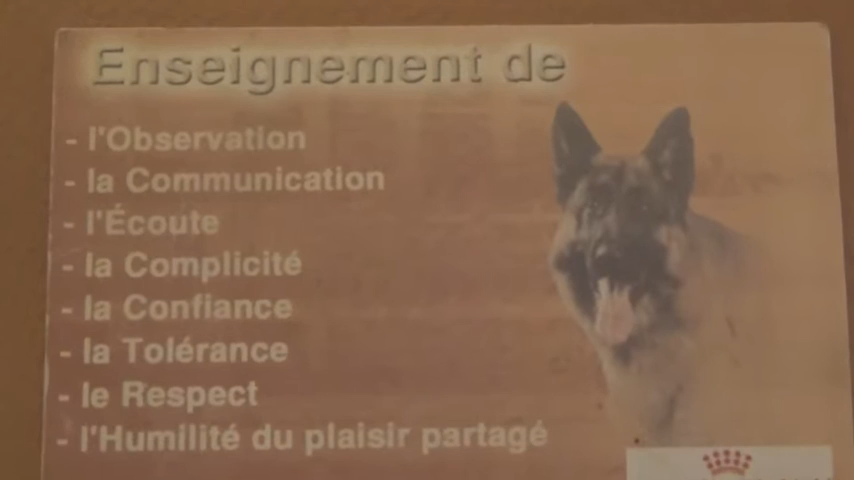 Enseignement de
- l'Observation
- la Communication
- l'Écoute
- la Complicité
- la Confiance
- la Tolérance
- le Respect
- l'Humilité du plaisir partagé